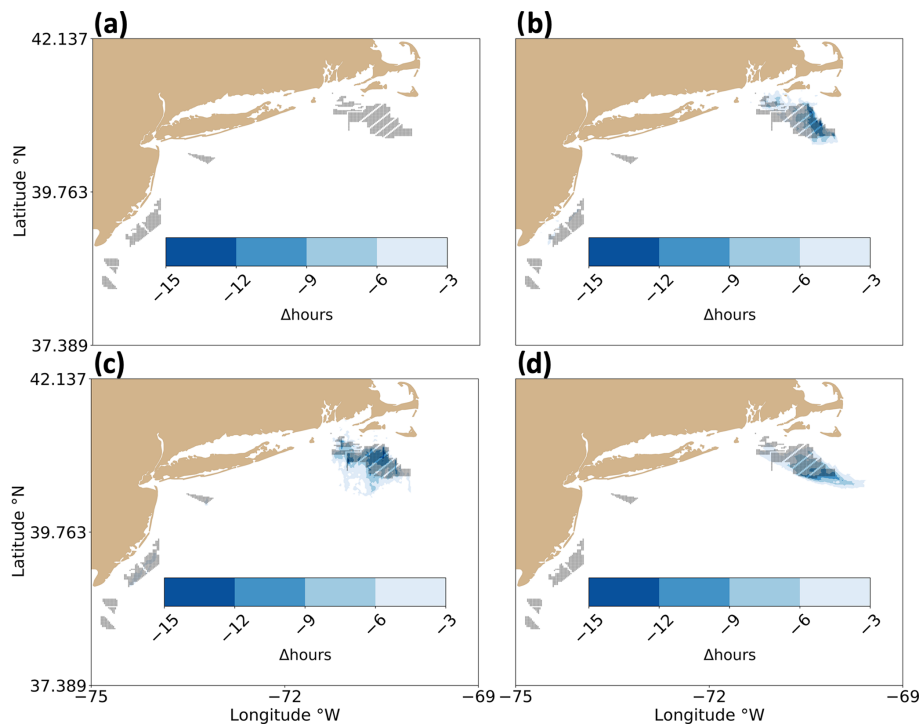 (a) (b)
42.137
39.763
37.389
Latitude °N
−15 −12 −9 −6 −3
Δhours
−15 −12 −9 −6 −3
Δhours
(c) (d)
42.137
39.763
37.389
Latitude °N
−15 −12 −9 −6 −3
Δhours
−15 −12 −9 −6 −3
Δhours
−75 −72 −69
Longitude °W
−72 −69
Longitude °W